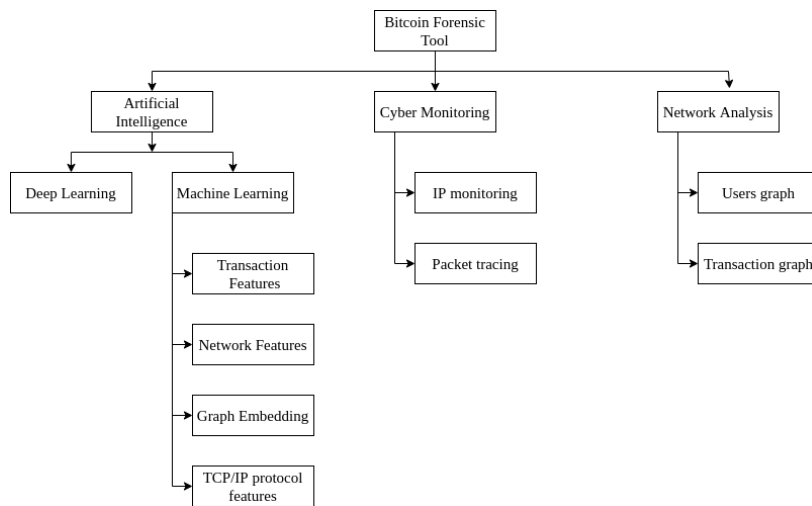 Bitcoin Forensic
Tool
Artificial
Intelligence
Cyber Monitoring
Network Analysis
Deep Learning
Machine Learning
IP monitoring
Users graph
Transaction
Features
Packet tracing
Transaction graph
Network Features
Graph Embedding
TCP/IP protocol
features